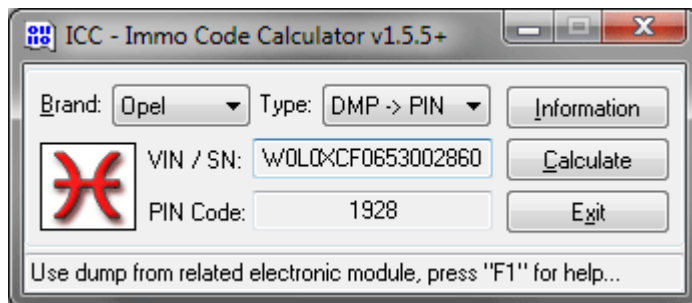 ICC - Immo Code Calculator v1.5.5+
Brand: Opel Type: DMP -> PIN Information
VIN / SN: W0L0XCF0653002860 Calculate
PIN Code: 1928 Exit
Use dump from related electronic module, press "F1" for help...